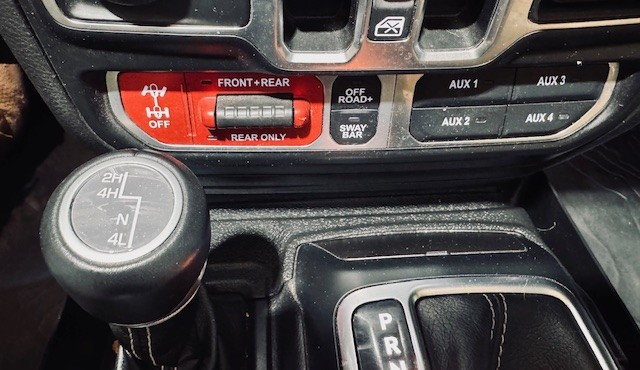 FRONT+REAR
OFF
REAR ONLY
OFF
ROAD+
SWAY
BAR
AUX 1
AUX 2
AUX 3
AUX 4
2H
4H
N
4L
P
R
N